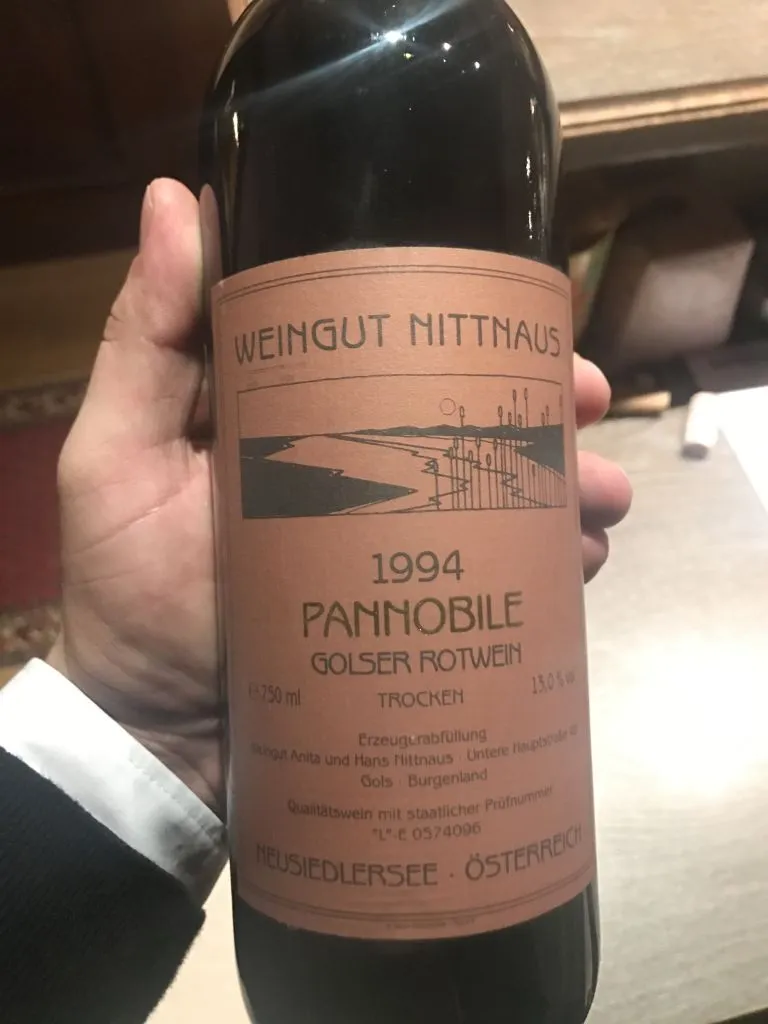 WEINGUT NITTNAUS
1994
PANNOBILE
GOLSER ROTWEIN
750 ml TROCKEN 13,0 % vol
Erzeugerabfüllung
Weingut Anita und Hans Nittnaus · Untere Hauptstraße
Gols · Burgenland
Qualitätswein mit staatlicher Prüfnummer
"L"-E 0574096
NEUSIEDLERSEE · ÖSTERREICH